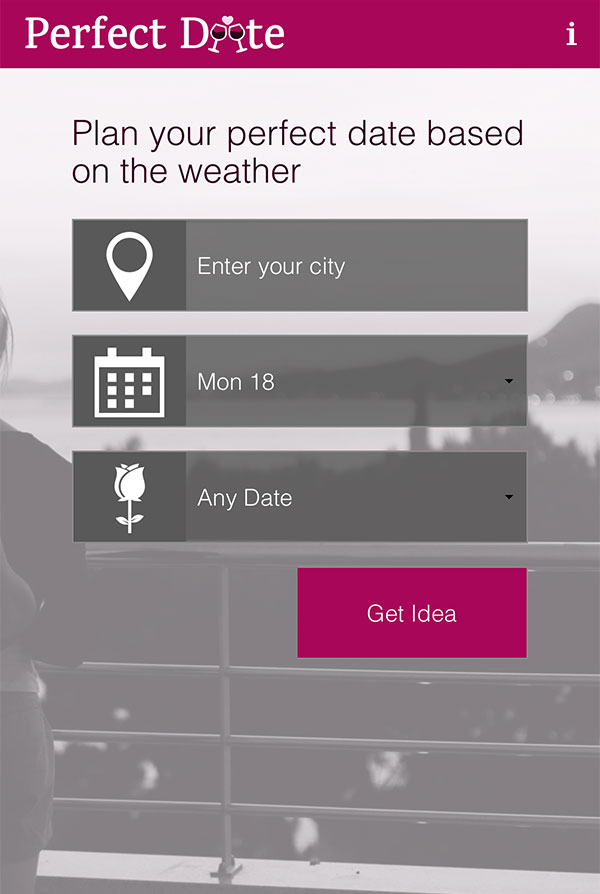 Perfect Date
i
Plan your perfect date based
on the weather
Enter your city
Mon 18
Any Date
Get Idea